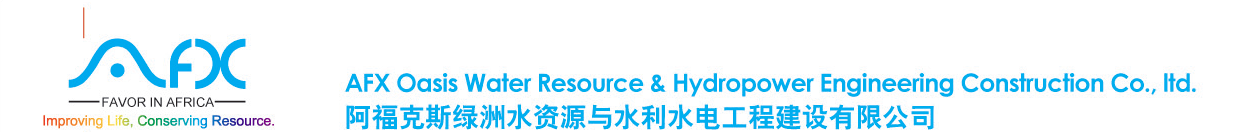 AFX
FAVOR IN AFRICA
Improving Life, Conserving Resource.
AFX Oasis Water Resource & Hydropower Engineering Construction Co., ltd.
阿福克斯绿洲水资源与水利水电工程建设有限公司